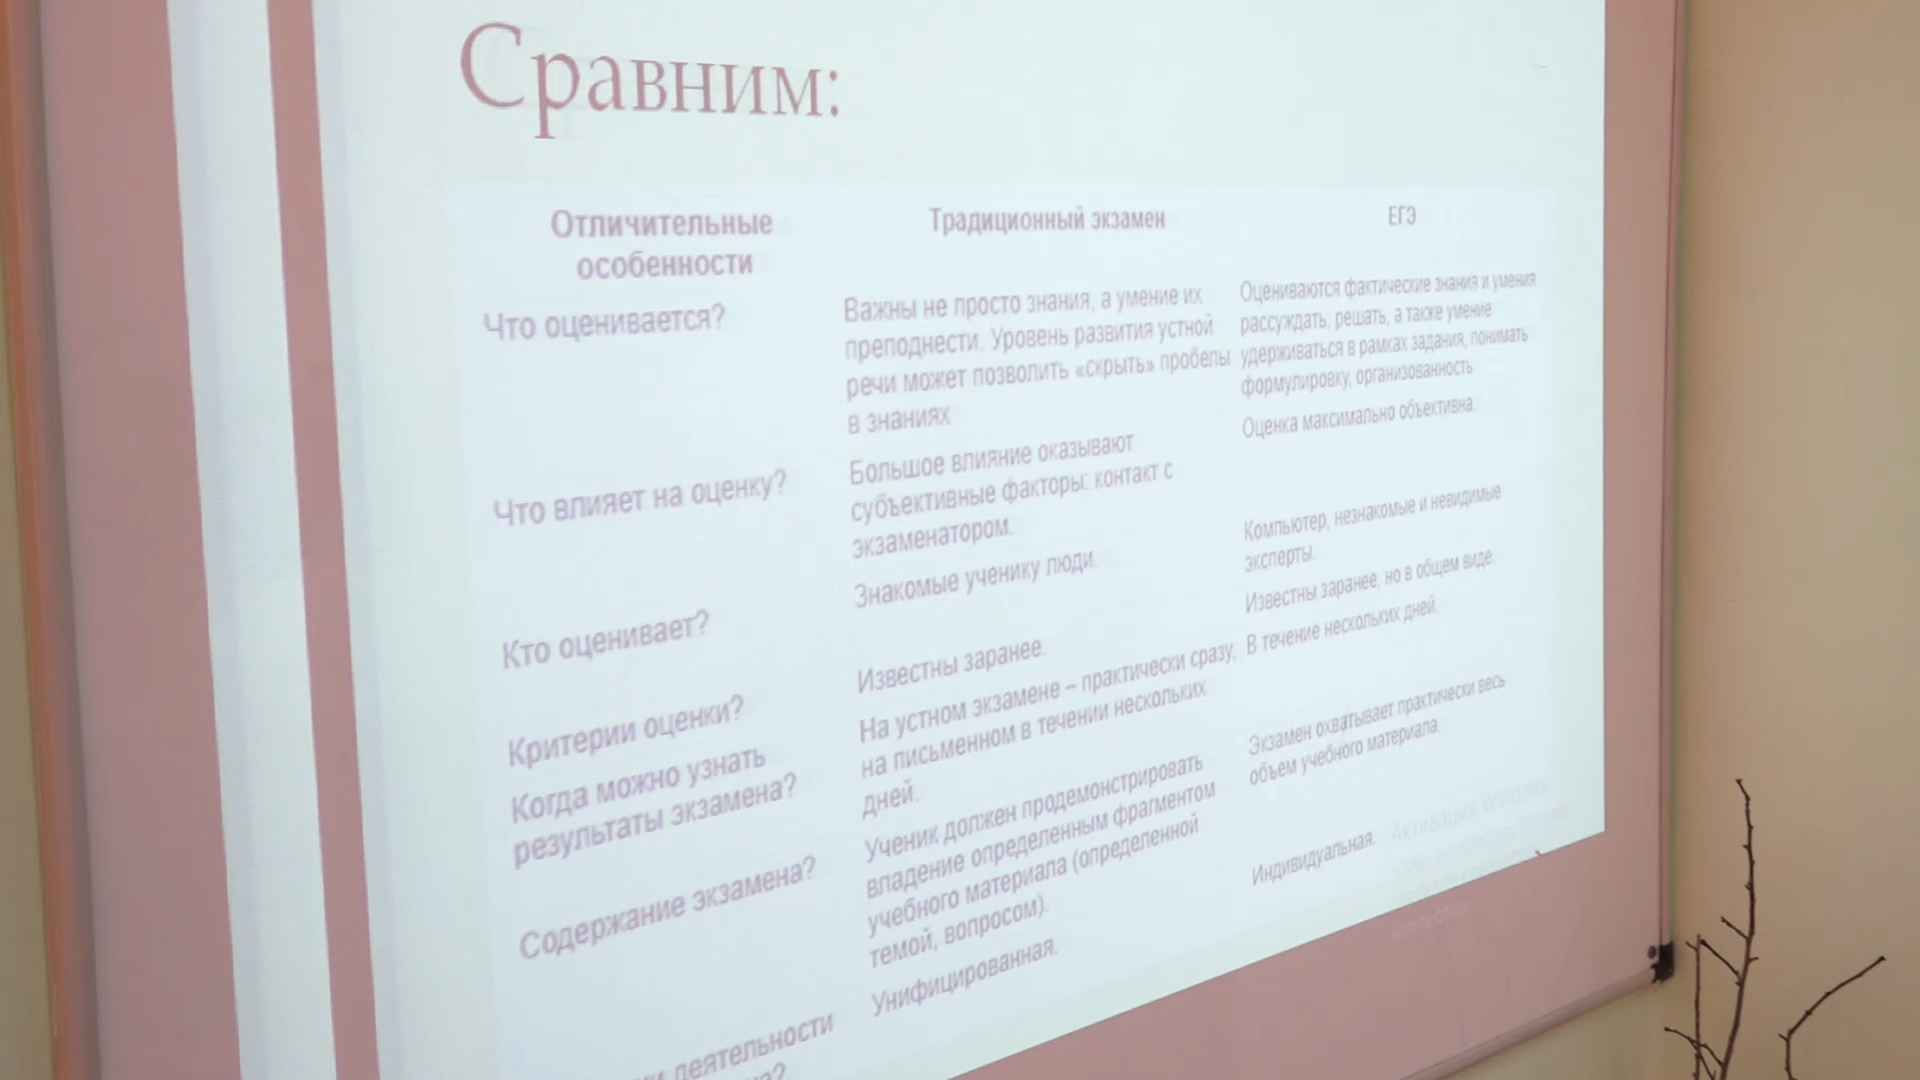 Сравним:
Отличительные
особенности
Традиционный экзамен
ЕГЭ
Что оценивается?
Важны не просто знания, а умение их
преподнести. Уровень развития устной
речи может позволить «скрыть» пробелы
в знаниях
Оцениваются фактические знания и умения
рассуждать, решать, а также умение
удерживаться в рамках задания, понимать
формулировку, организованность
Что влияет на оценку?
Большое влияние оказывают
субъективные факторы: контакт с
экзаменатором.
Оценка максимально объективна.
Кто оценивает?
Знакомые ученику люди.
Компьютер, незнакомые и невидимые
эксперты.
Критерии оценки?
Известны заранее.
Известны заранее, но в общем виде.
Когда можно узнать
результаты экзамена?
На устном экзамене – практически сразу,
на письменном в течении нескольких
дней.
В течение нескольких дней.
Содержание экзамена?
Ученик должен продемонстрировать
владение определенным фрагментом
учебного материала (определенной
темой, вопросом).
Экзамен охватывает практически весь
объем учебного материала.
деятельности
Унифицированная.
Индивидуальная.
Активация Windows